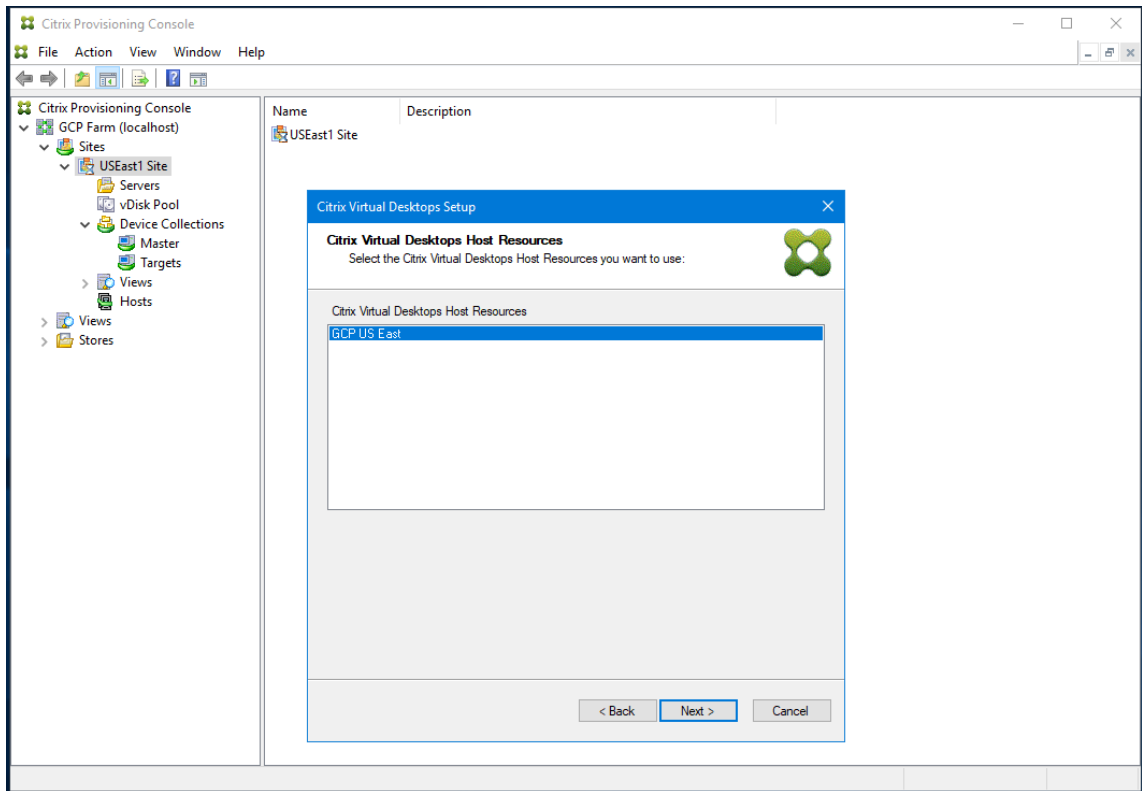 Citrix Provisioning Console
File Action View Window Help
Citrix Provisioning Console
GCP Farm (localhost)
Sites
USEast1 Site
Servers
vDisk Pool
Device Collections
Master
Targets
Views
Hosts
Views
Stores
Name Description
USEast1 Site
Citrix Virtual Desktops Setup
Citrix Virtual Desktops Host Resources
Select the Citrix Virtual Desktops Host Resources you want to use:
Citrix Virtual Desktops Host Resources
GCP US East
< Back Next > Cancel